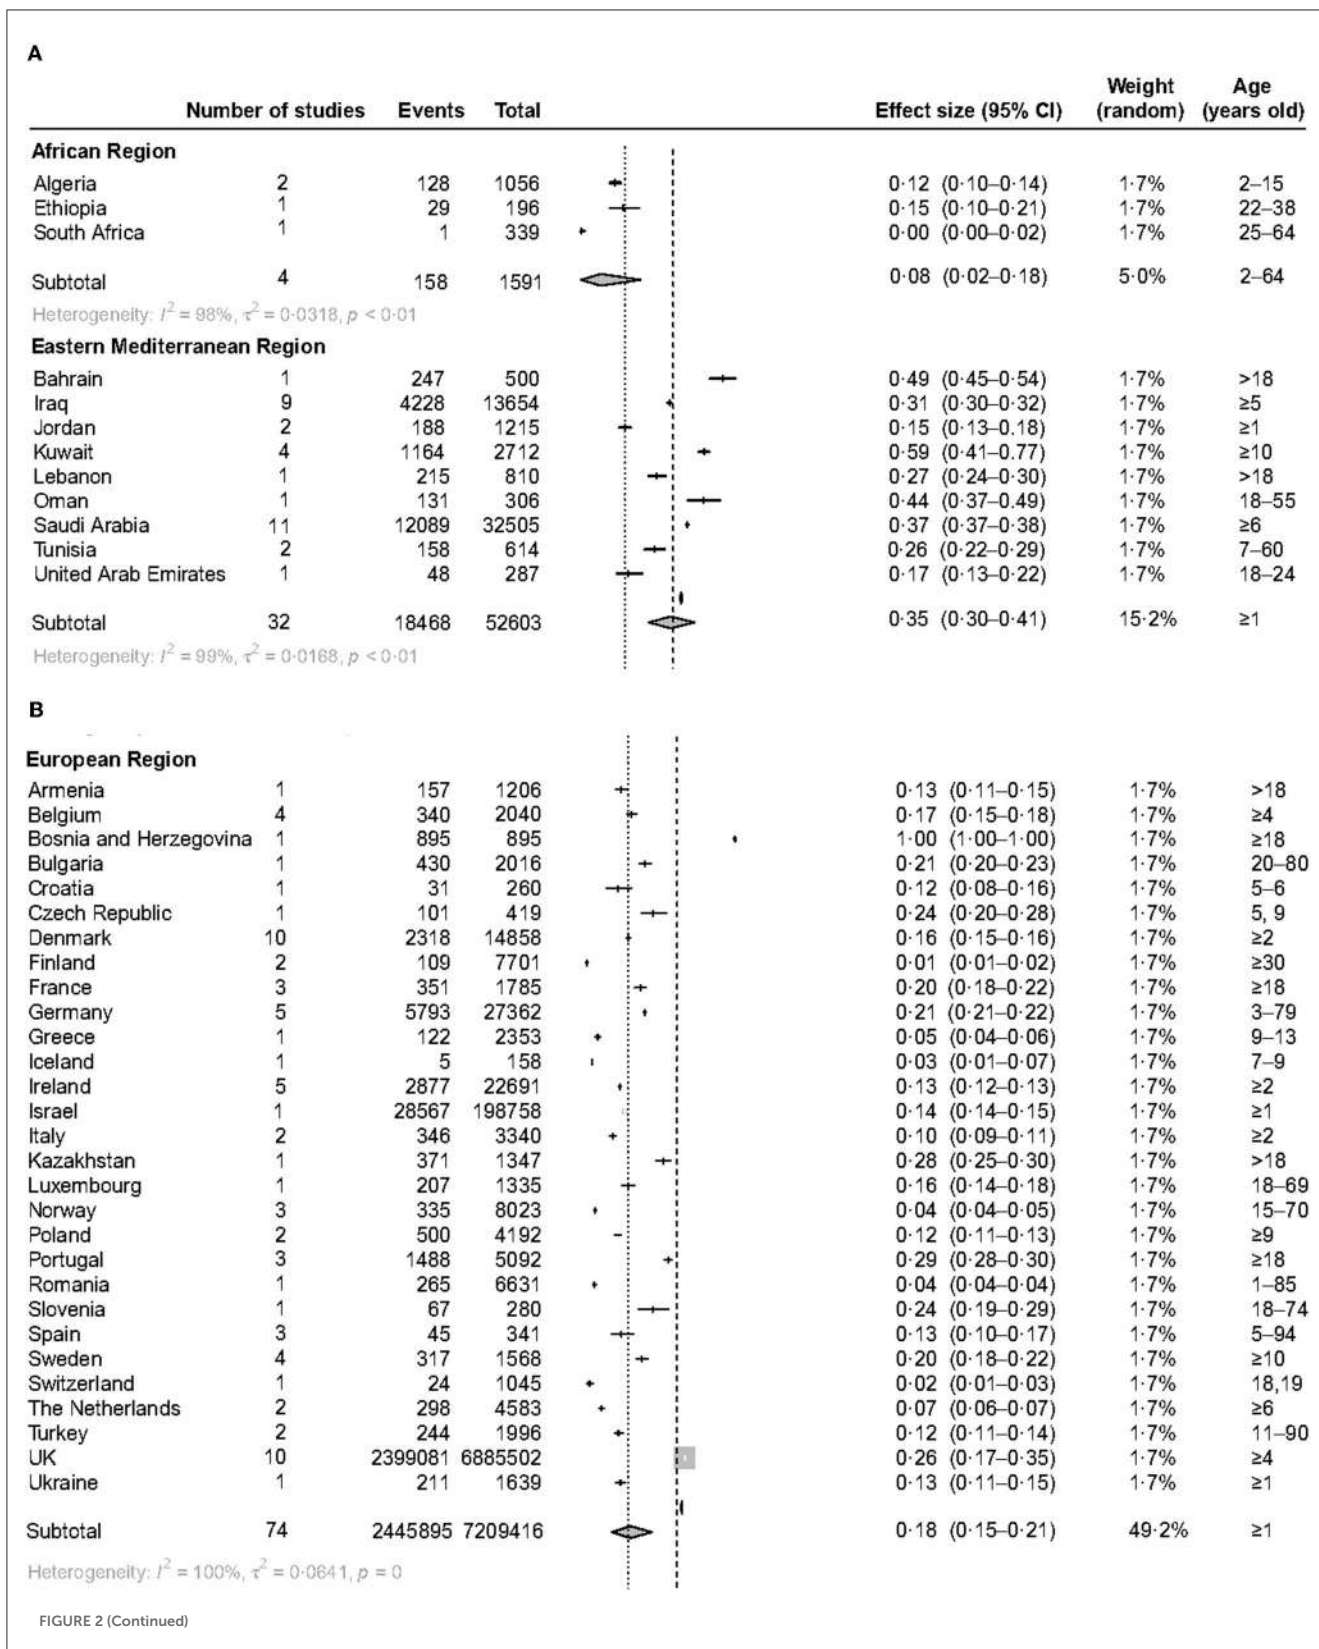 A
Number of studies Events Total Effect size (95% CI) Weight (random) Age (years old)
African Region
Algeria 2 128 1056 0·12 (0·10–0·14) 1·7% 2–15
Ethiopia 1 29 196 0·15 (0·10–0·21) 1·7% 22–38
South Africa 1 1 339 0·00 (0·00–0·02) 1·7% 25–64
Subtotal 4 158 1591 0·08 (0·02–0·18) 5·0% 2–64
Heterogeneity: I² = 98%, τ² = 0·0318, p < 0·01
Eastern Mediterranean Region
Bahrain 1 247 500 0·49 (0·45–0·54) 1·7% >18
Iraq 9 4228 13654 0·31 (0·30–0·32) 1·7% ≥5
Jordan 2 188 1215 0·15 (0·13–0.18) 1·7% ≥1
Kuwait 4 1164 2712 0·59 (0·41–0·77) 1·7% ≥10
Lebanon 1 215 810 0·27 (0·24–0·30) 1·7% >18
Oman 1 131 306 0·44 (0·37–0·49) 1·7% 18–55
Saudi Arabia 11 12089 32505 0·37 (0·37–0·38) 1·7% ≥6
Tunisia 2 158 614 0·26 (0·22–0·29) 1·7% 7–60
United Arab Emirates 1 48 287 0·17 (0·13–0·22) 1·7% 18–24
Subtotal 32 18468 52603 0·35 (0·30–0·41) 15·2% ≥1
Heterogeneity: I² = 99%, τ² = 0·0168, p < 0·01
B
European Region
Armenia 1 157 1206 0·13 (0·11–0·15) 1·7% >18
Belgium 4 340 2040 0·17 (0·15–0·18) 1·7% ≥4
Bosnia and Herzegovina 1 895 895 1·00 (1·00–1·00) 1·7% ≥18
Bulgaria 1 430 2016 0·21 (0·20–0·23) 1·7% 20–80
Croatia 1 31 260 0·12 (0·08–0·16) 1·7% 5–6
Czech Republic 1 101 419 0·24 (0·20–0·28) 1·7% 5, 9
Denmark 10 2318 14858 0·16 (0·15–0·16) 1·7% ≥2
Finland 2 109 7701 0·01 (0·01–0·02) 1·7% ≥30
France 3 351 1785 0·20 (0·18–0·22) 1·7% ≥18
Germany 5 5793 27362 0·21 (0·21–0·22) 1·7% 3–79
Greece 1 122 2353 0·05 (0·04–0·06) 1·7% 9–13
Iceland 1 5 158 0·03 (0·01–0·07) 1·7% 7–9
Ireland 5 2877 22691 0·13 (0·12–0·13) 1·7% ≥2
Israel 1 28567 198758 0·14 (0·14–0·15) 1·7% ≥1
Italy 2 346 3340 0·10 (0·09–0·11) 1·7% ≥2
Kazakhstan 1 371 1347 0·28 (0·25–0·30) 1·7% >18
Luxembourg 1 207 1335 0·16 (0·14–0·18) 1·7% 18–69
Norway 3 335 8023 0·04 (0·04–0·05) 1·7% 15–70
Poland 2 500 4192 0·12 (0·11–0·13) 1·7% ≥9
Portugal 3 1488 5092 0·29 (0·28–0·30) 1·7% ≥18
Romania 1 265 6631 0·04 (0·04–0·04) 1·7% 1–85
Slovenia 1 67 280 0·24 (0·19–0·29) 1·7% 18–74
Spain 3 45 341 0·13 (0·10–0·17) 1·7% 5–94
Sweden 4 317 1568 0·20 (0·18–0·22) 1·7% ≥10
Switzerland 1 24 1045 0·02 (0·01–0·03) 1·7% 18,19
The Netherlands 2 298 4583 0·07 (0·06–0·07) 1·7% ≥6
Turkey 2 244 1996 0·12 (0·11–0·14) 1·7% 11–90
UK 10 2399081 6885502 0·26 (0·17–0·35) 1·7% ≥4
Ukraine 1 211 1639 0·13 (0·11–0·15) 1·7% ≥1
Subtotal 74 2445895 7209416 0·18 (0·15–0·21) 49·2% ≥1
Heterogeneity: I² = 100%, τ² = 0·0641, p = 0
FIGURE 2 (Continued)